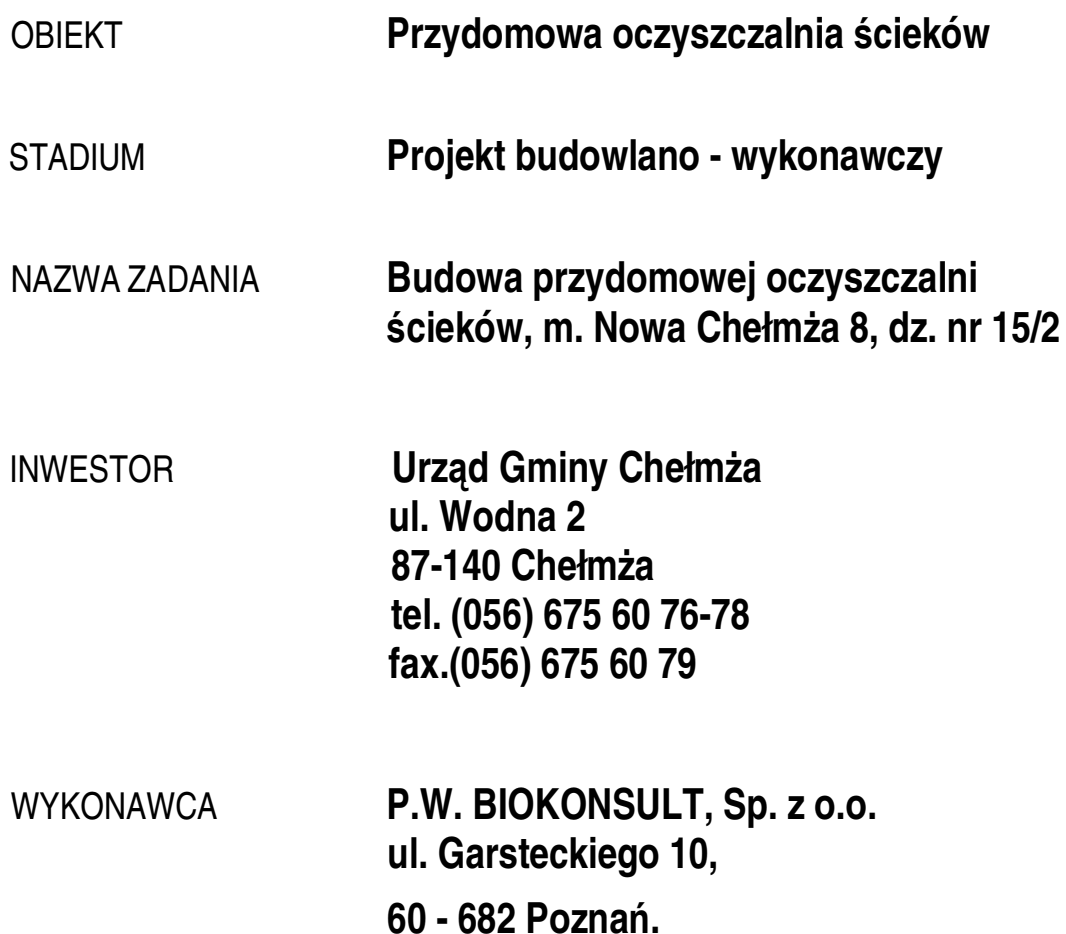 OBIEKT Przydomowa oczyszczalnia ścieków
STADIUM Projekt budowlano - wykonawczy
NAZWA ZADANIA Budowa przydomowej oczyszczalni
ścieków, m. Nowa Chełmża 8, dz. nr 15/2
INWESTOR Urząd Gminy Chełmża
ul. Wodna 2
87-140 Chełmża
tel. (056) 675 60 76-78
fax.(056) 675 60 79
WYKONAWCA P.W. BIOKONSULT, Sp. z o.o.
ul. Garsteckiego 10,
60 - 682 Poznań.